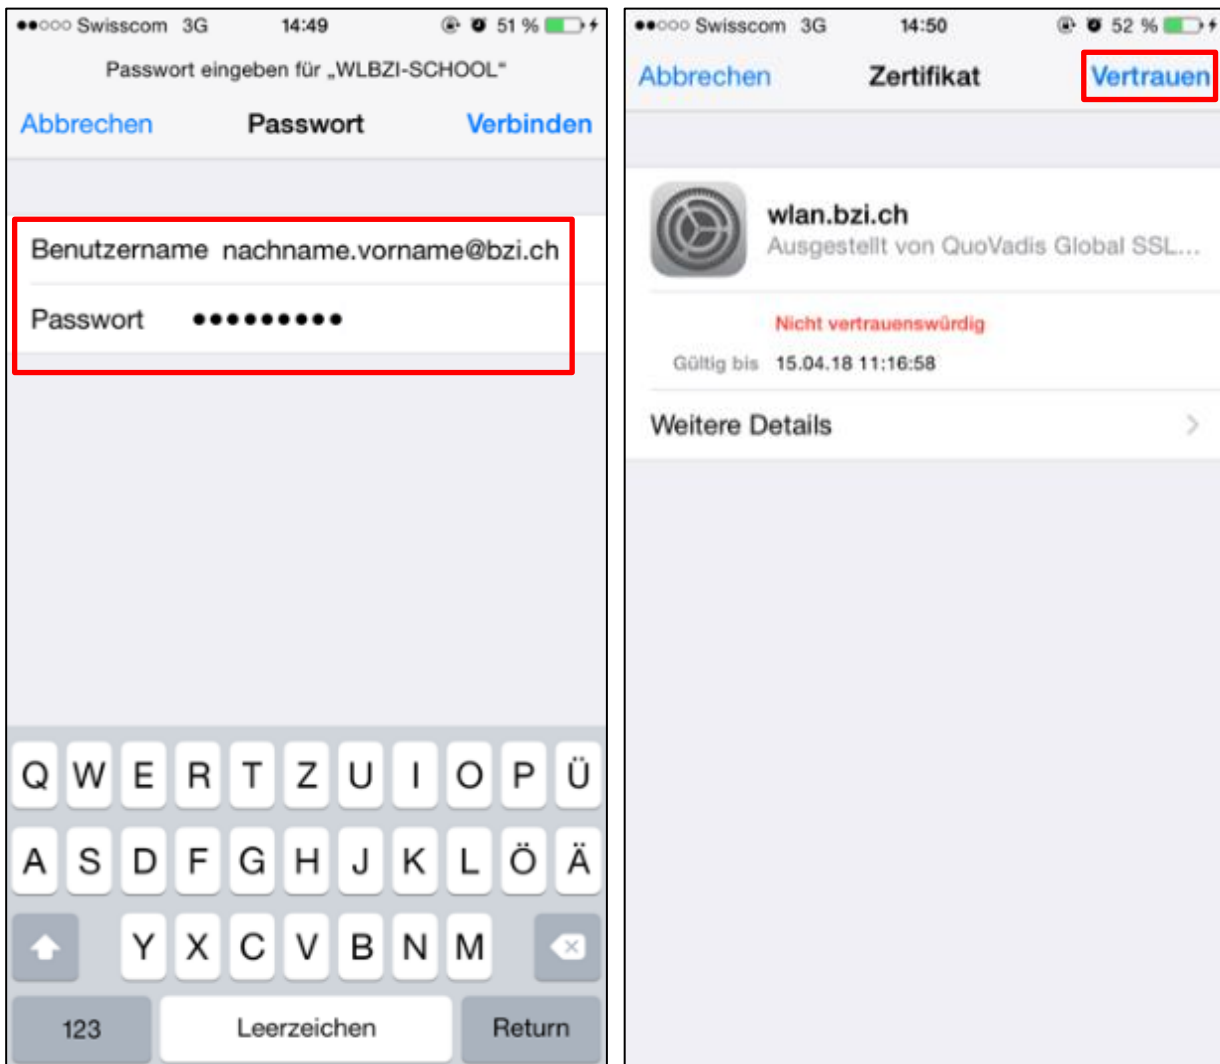 Swisscom 3G 14:49 51 %
Passwort eingeben für „WLBZI-SCHOOL“
Abbrechen Passwort Verbinden
Benutzername nachname.vorname@bzi.ch
Passwort ●●●●●●●●●
Q W E R T Z U I O P Ü
A S D F G H J K L Ö Ä
Y X C V B N M
123 Leerzeichen Return
Swisscom 3G 14:50 52 %
Abbrechen Zertifikat Vertrauen
wlan.bzi.ch
Ausgestellt von QuoVadis Global SSL...
Nicht vertrauenswürdig
Gültig bis 15.04.18 11:16:58
Weitere Details